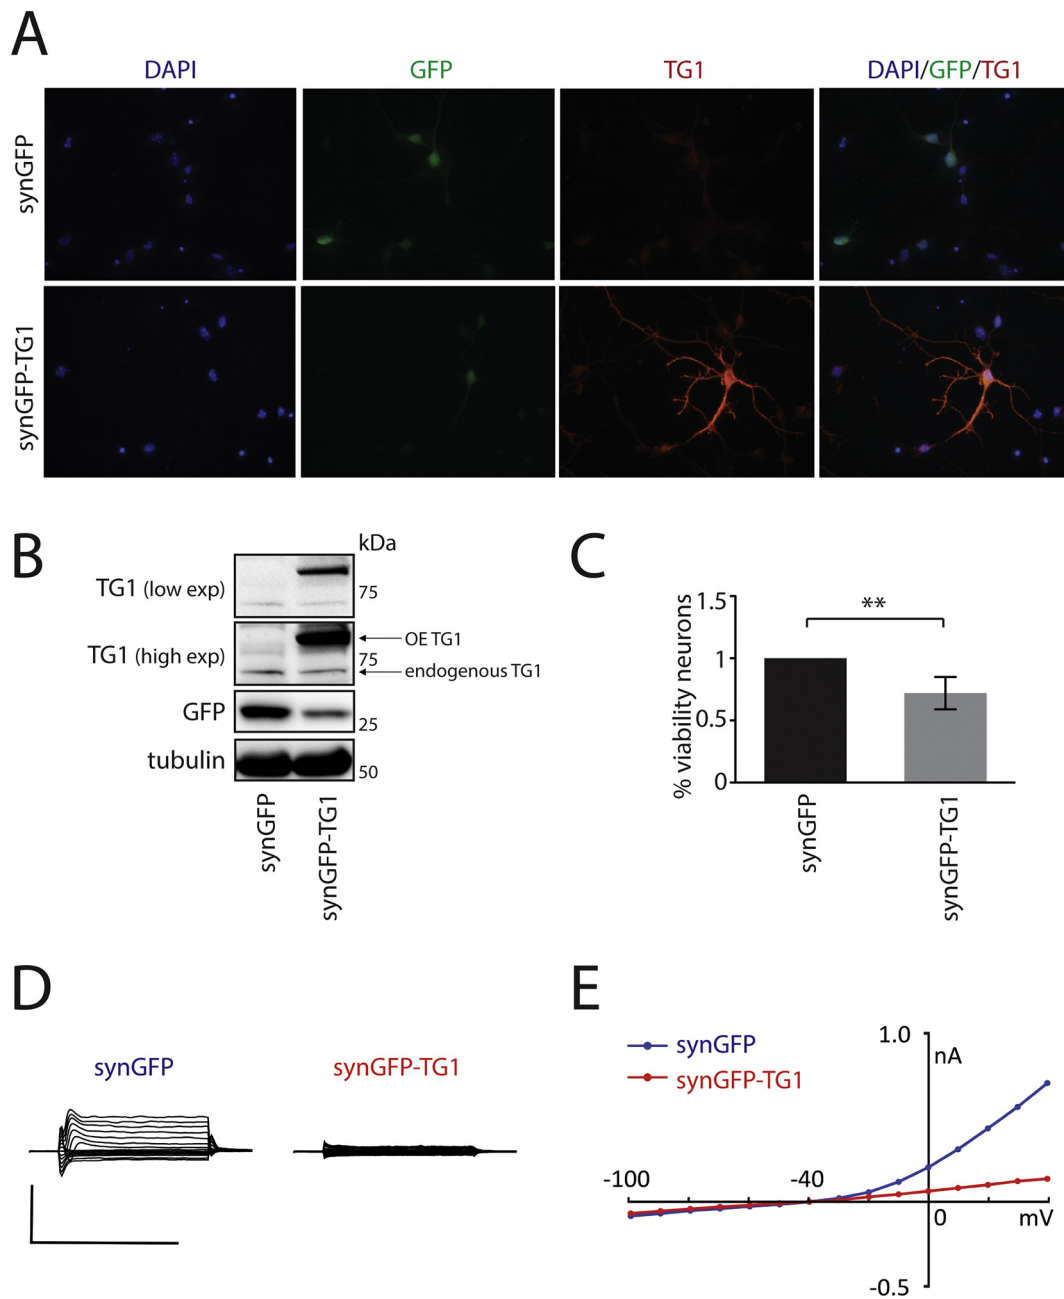 A
DAPI
GFP
TG1
DAPI/GFP/TG1
synGFP
synGFP-TG1
B
kDa
TG1 (low exp)
75
TG1 (high exp)
OE TG1
75
endogenous TG1
GFP
25
tubulin
50
synGFP
synGFP-TG1
C
% viability neurons
1.5
1
0.5
0
**
synGFP
synGFP-TG1
D
synGFP
synGFP-TG1
E
synGFP
synGFP-TG1
1.0
nA
-100
-40
0
mV
-0.5